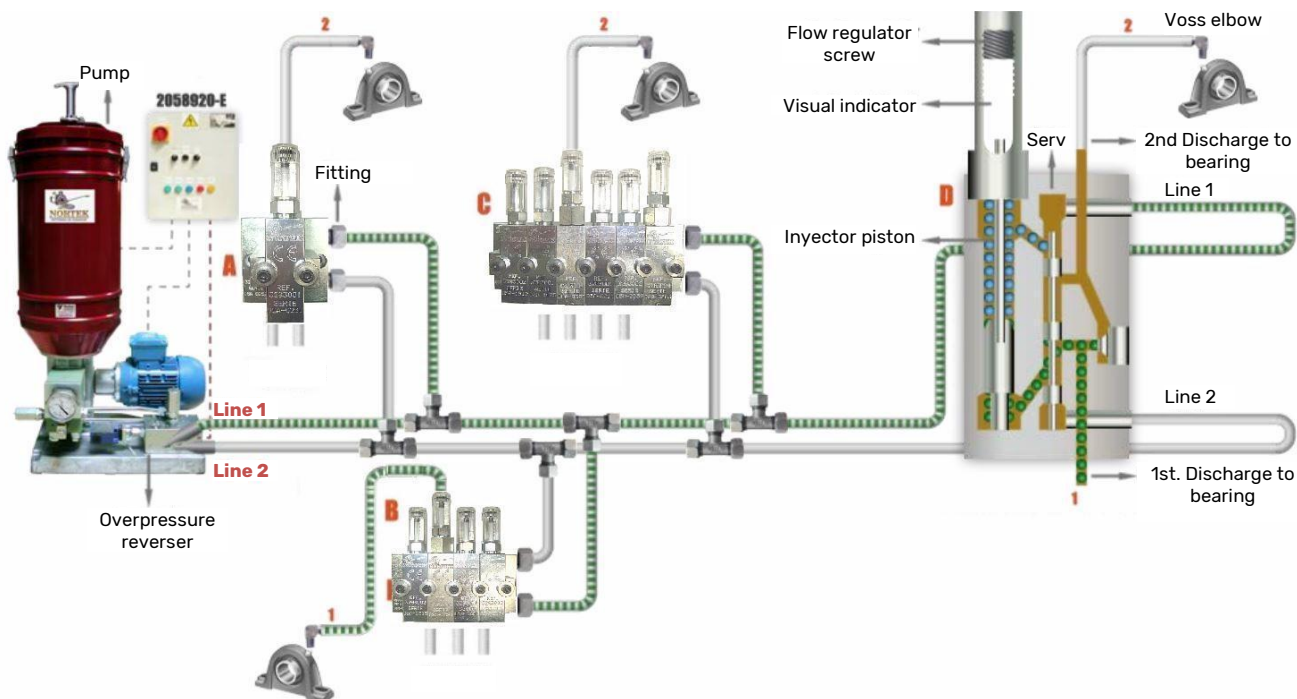 2
2
2
Voss elbow
Flow regulator
screw
Pump
2058920-E
Visual indicator
Serv
2nd Discharge to
bearing
Fitting
D
Line 1
C
NORTEK
Inyector piston
A
REF.
Line 1
Line 2
Line 2
1st. Discharge to
bearing
1
Overpressure
reverser
B
1